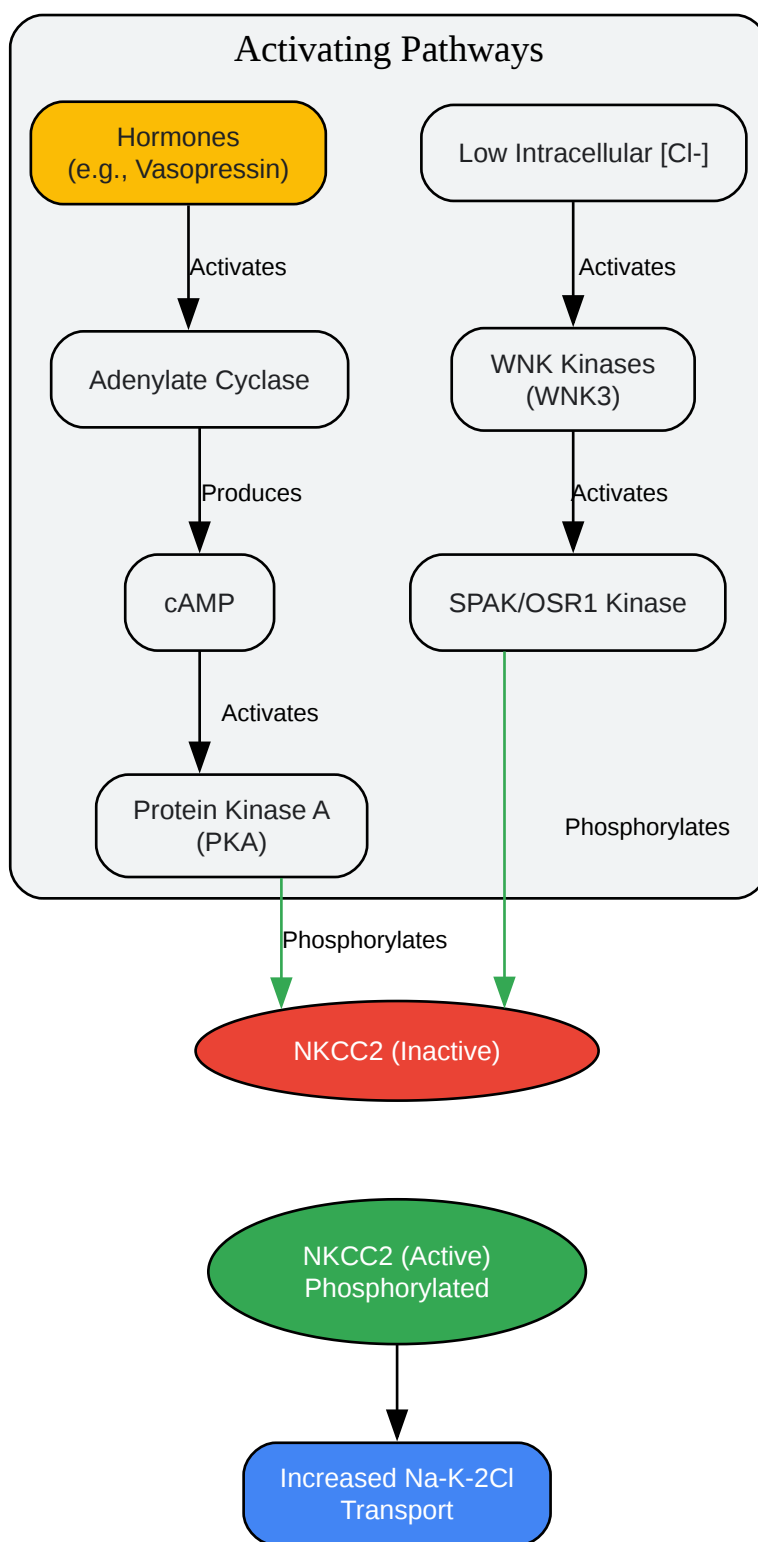 Activating Pathways
Hormones
(e.g., Vasopressin)
Low Intracellular [Cl-]
Activates
Activates
Adenylate Cyclase
WNK Kinases
(WNK3)
Produces
Activates
cAMP
SPAK/OSR1 Kinase
Activates
Protein Kinase A
(PKA)
Phosphorylates
Phosphorylates
NKCC2 (Inactive)
NKCC2 (Active)
Phosphorylated
Increased Na-K-2Cl
Transport